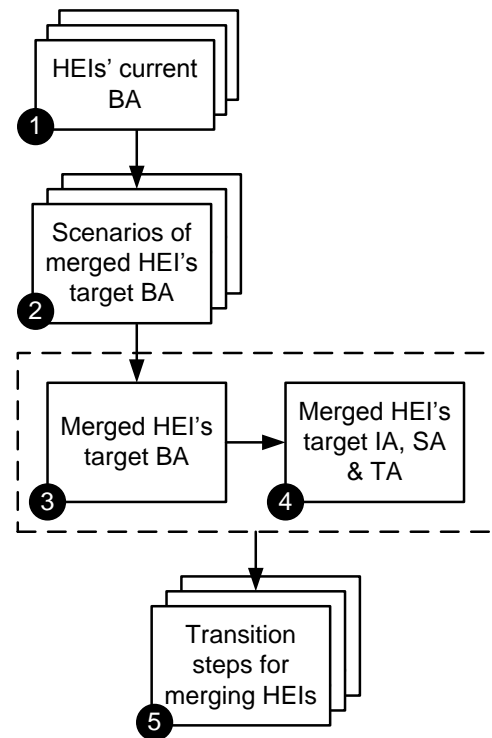 HEIs' current
BA
1
Scenarios of
merged HEI's
target BA
2
Merged HEI's
target BA
3
Merged HEI's
target IA, SA
& TA
4
Transition
steps for
merging HEIs
5